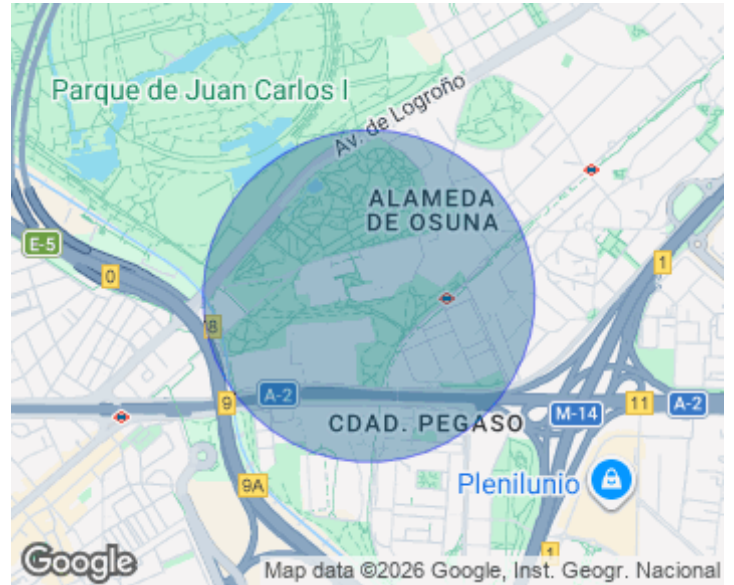 Parque de Juan Carlos I
Av. de Logroño
ALAMEDA
DE OSUNA
E-5
0
1
8
A-2
9
M-14
11
A-2
CDAD. PEGASO
9A
Plenilunio
1
Google
Map data ©2026 Google, Inst. Geogr. Nacional